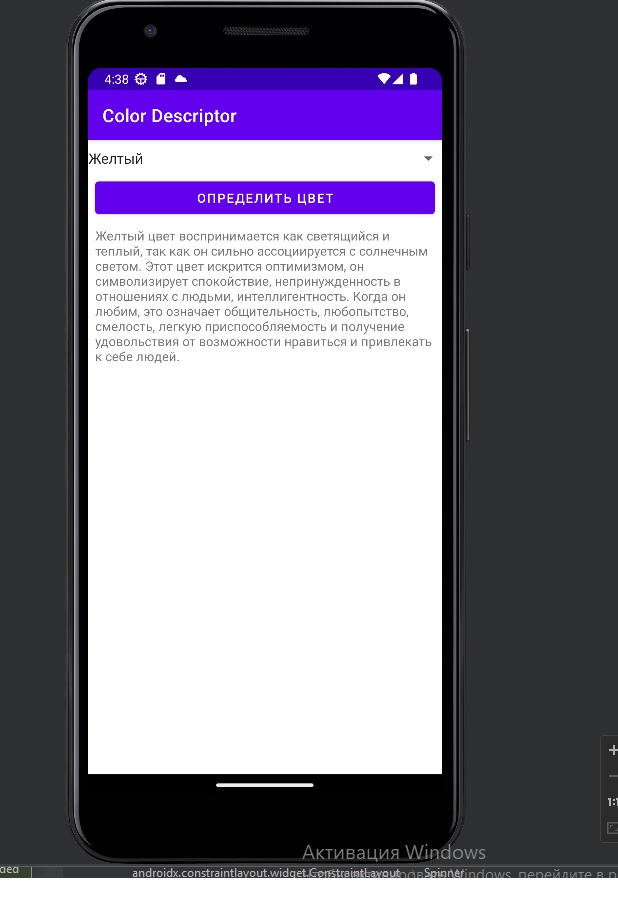 4:38
Color Descriptor
Желтый
ОПРЕДЕЛИТЬ ЦВЕТ
Желтый цвет воспринимается как светящийся и
теплый, так как он сильно ассоциируется с солнечным
светом. Этот цвет искрится оптимизмом, он
символизирует спокойствие, непринужденность в
отношениях с людьми, интеллигентность. Когда он
любим, это означает общительность, любопытство,
смелость, легкую приспособляемость и получение
удовольствия от возможности нравиться и привлекать
к себе людей.
1:1
Активация Windows
ded
androidx.constraintlayout.widget.ConstraintLayout
Spinner
Windows, перейдите в р